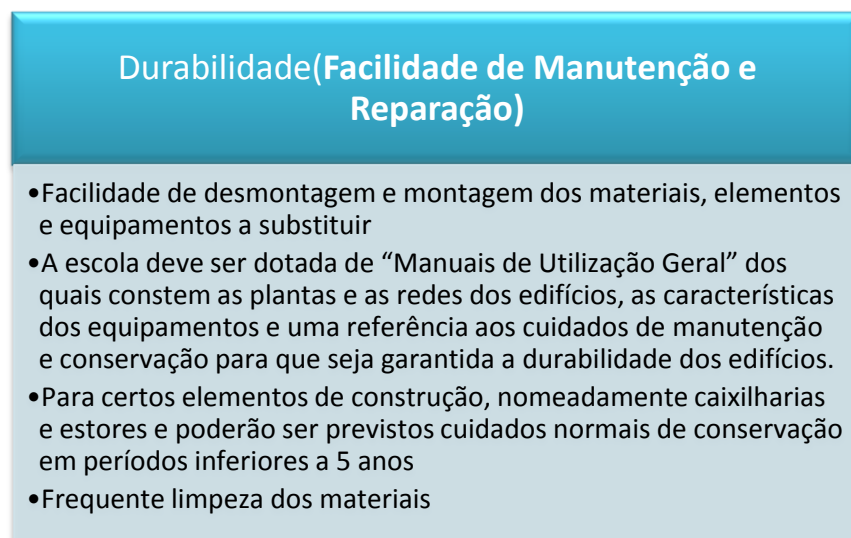 Durabilidade(Facilidade de Manutenção e
Reparação)
•Facilidade de desmontagem e montagem dos materiais, elementos
e equipamentos a substituir
•A escola deve ser dotada de “Manuais de Utilização Geral” dos
quais constem as plantas e as redes dos edifícios, as características
dos equipamentos e uma referência aos cuidados de manutenção
e conservação para que seja garantida a durabilidade dos edifícios.
•Para certos elementos de construção, nomeadamente caixilharias
e estores e poderão ser previstos cuidados normais de conservação
em períodos inferiores a 5 anos
•Frequente limpeza dos materiais